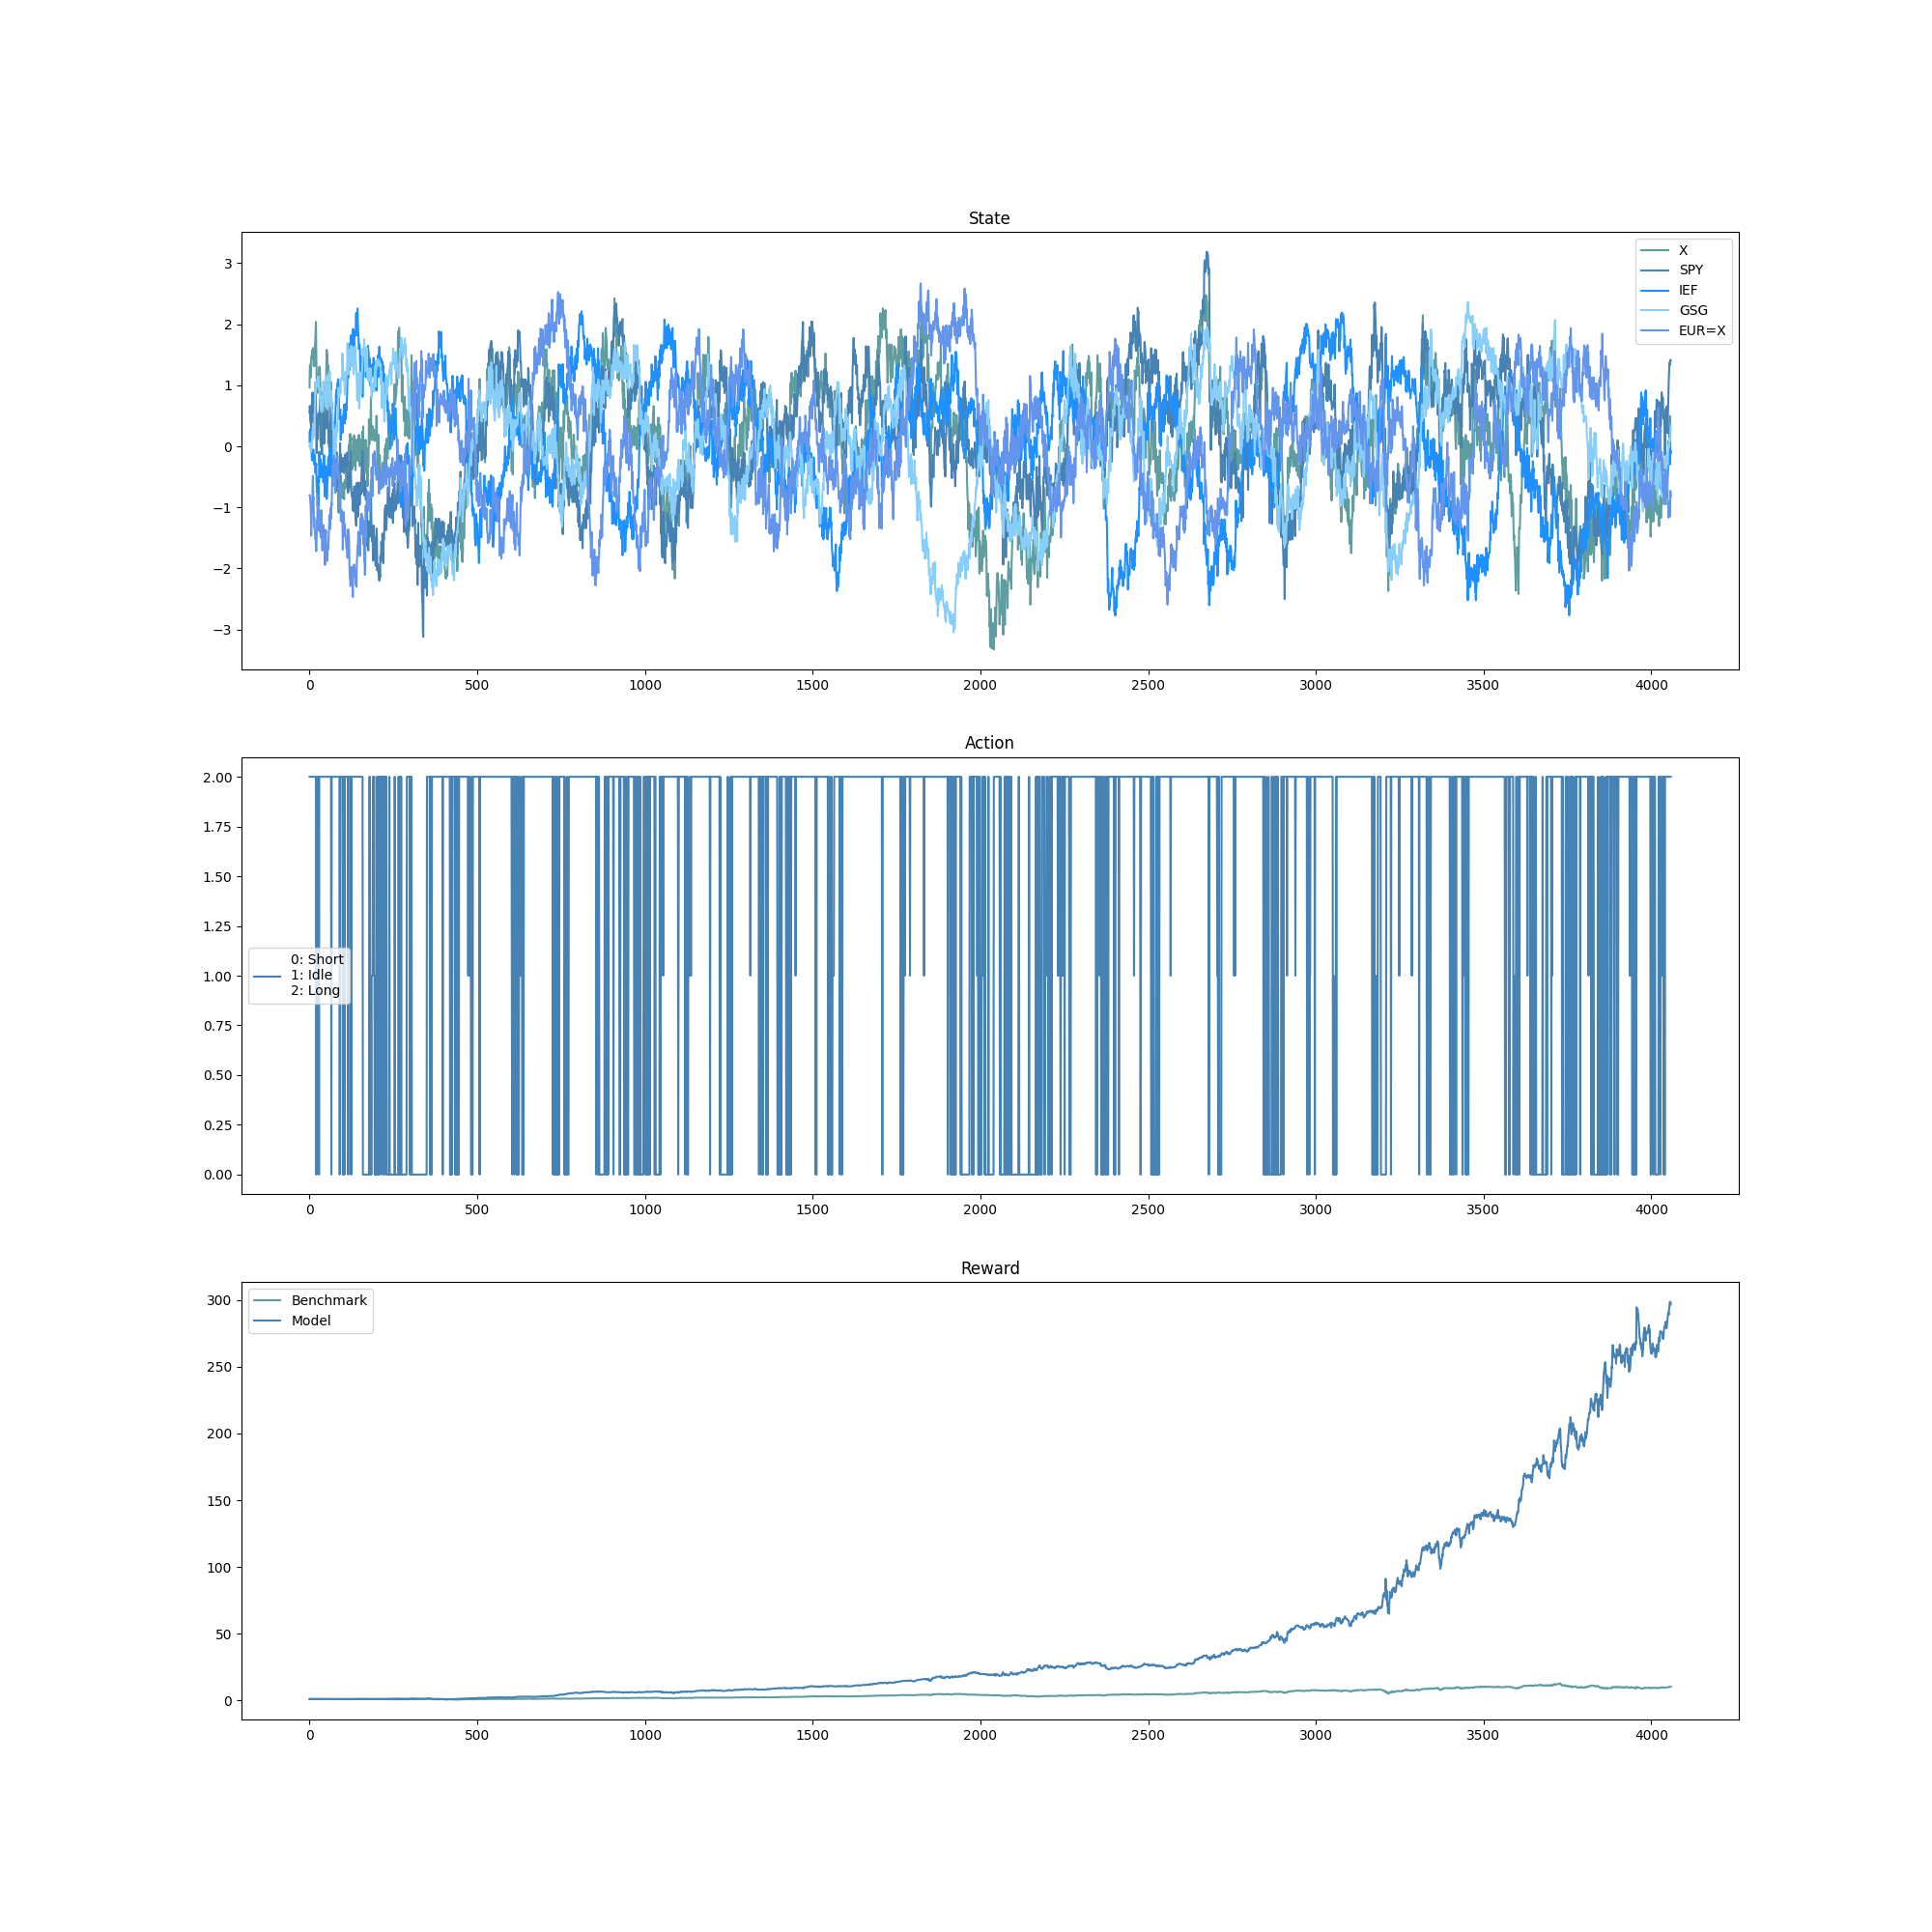 State
3
2
1
0
−1
−2
−3
X
SPY
IEF
GSG
EUR=X
0 500 1000 1500 2000 2500 3000 3500 4000
Action
2.00
1.75
1.50
1.25
1.00
0.75
0.50
0.25
0.00
0: Short
1: Idle
2: Long
0 500 1000 1500 2000 2500 3000 3500 4000
Reward
300
250
200
150
100
50
0
Benchmark
Model
0 500 1000 1500 2000 2500 3000 3500 4000